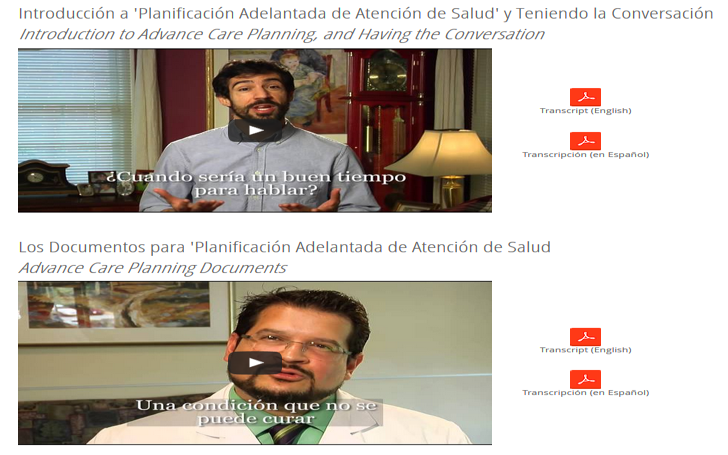 Introducción a 'Planificación Adelantada de Atención de Salud' y Teniendo la Conversación
Introduction to Advance Care Planning, and Having the Conversation
¿Cuando sería un buen tiempo
para hablar?
Transcript (English)
Transcripción (en Español)
Los Documentos para 'Planificación Adelantada de Atención de Salud
Advance Care Planning Documents
Una condición que no se
puede curar
Transcript (English)
Transcripción (en Español)